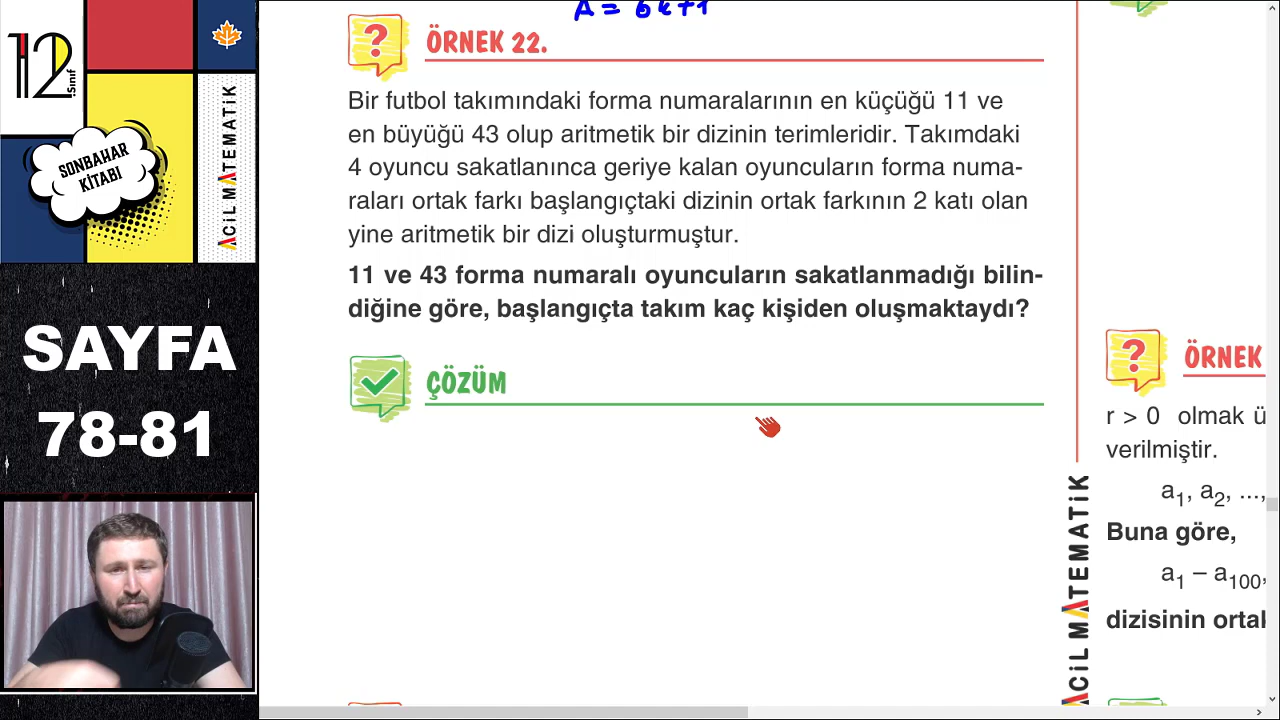 12 .Sınıf
SONBAHAR
KİTABI
ACİL MATEMATİK
SAYFA
78-81
A = 6k+1
ÖRNEK 22.
Bir futbol takımındaki forma numaralarının en küçüğü 11 ve
en büyüğü 43 olup aritmetik bir dizinin terimleridir. Takımdaki
4 oyuncu sakatlanınca geriye kalan oyuncuların forma numa-
raları ortak farkı başlangıçtaki dizinin ortak farkının 2 katı olan
yine aritmetik bir dizi oluşturmuştur.
11 ve 43 forma numaralı oyuncuların sakatlanmadığı bilin-
diğine göre, başlangıçta takım kaç kişiden oluşmaktaydı?
ÇÖZÜM
ACİL MATEMATİK
ÖRNEK
r > 0 olmak ü
verilmiştir.
a1, a2, ...,
Buna göre,
a1 – a100,
dizisinin ortak